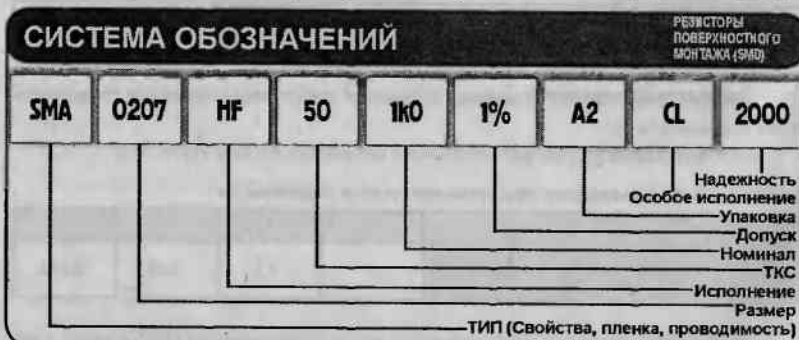 СИСТЕМА ОБОЗНАЧЕНИЙ
РЕЗИСТОРЫ
ПОВЕРХНОСТНОГО
МОНТАЖА (SMD)
SMA 0207 HF 50 1k0 1% A2 CL 2000
Надежность
Особое исполнение
Упаковка
Допуск
Номинал
ТКС
Исполнение
Размер
ТИП (Свойства, пленка, проводимость)